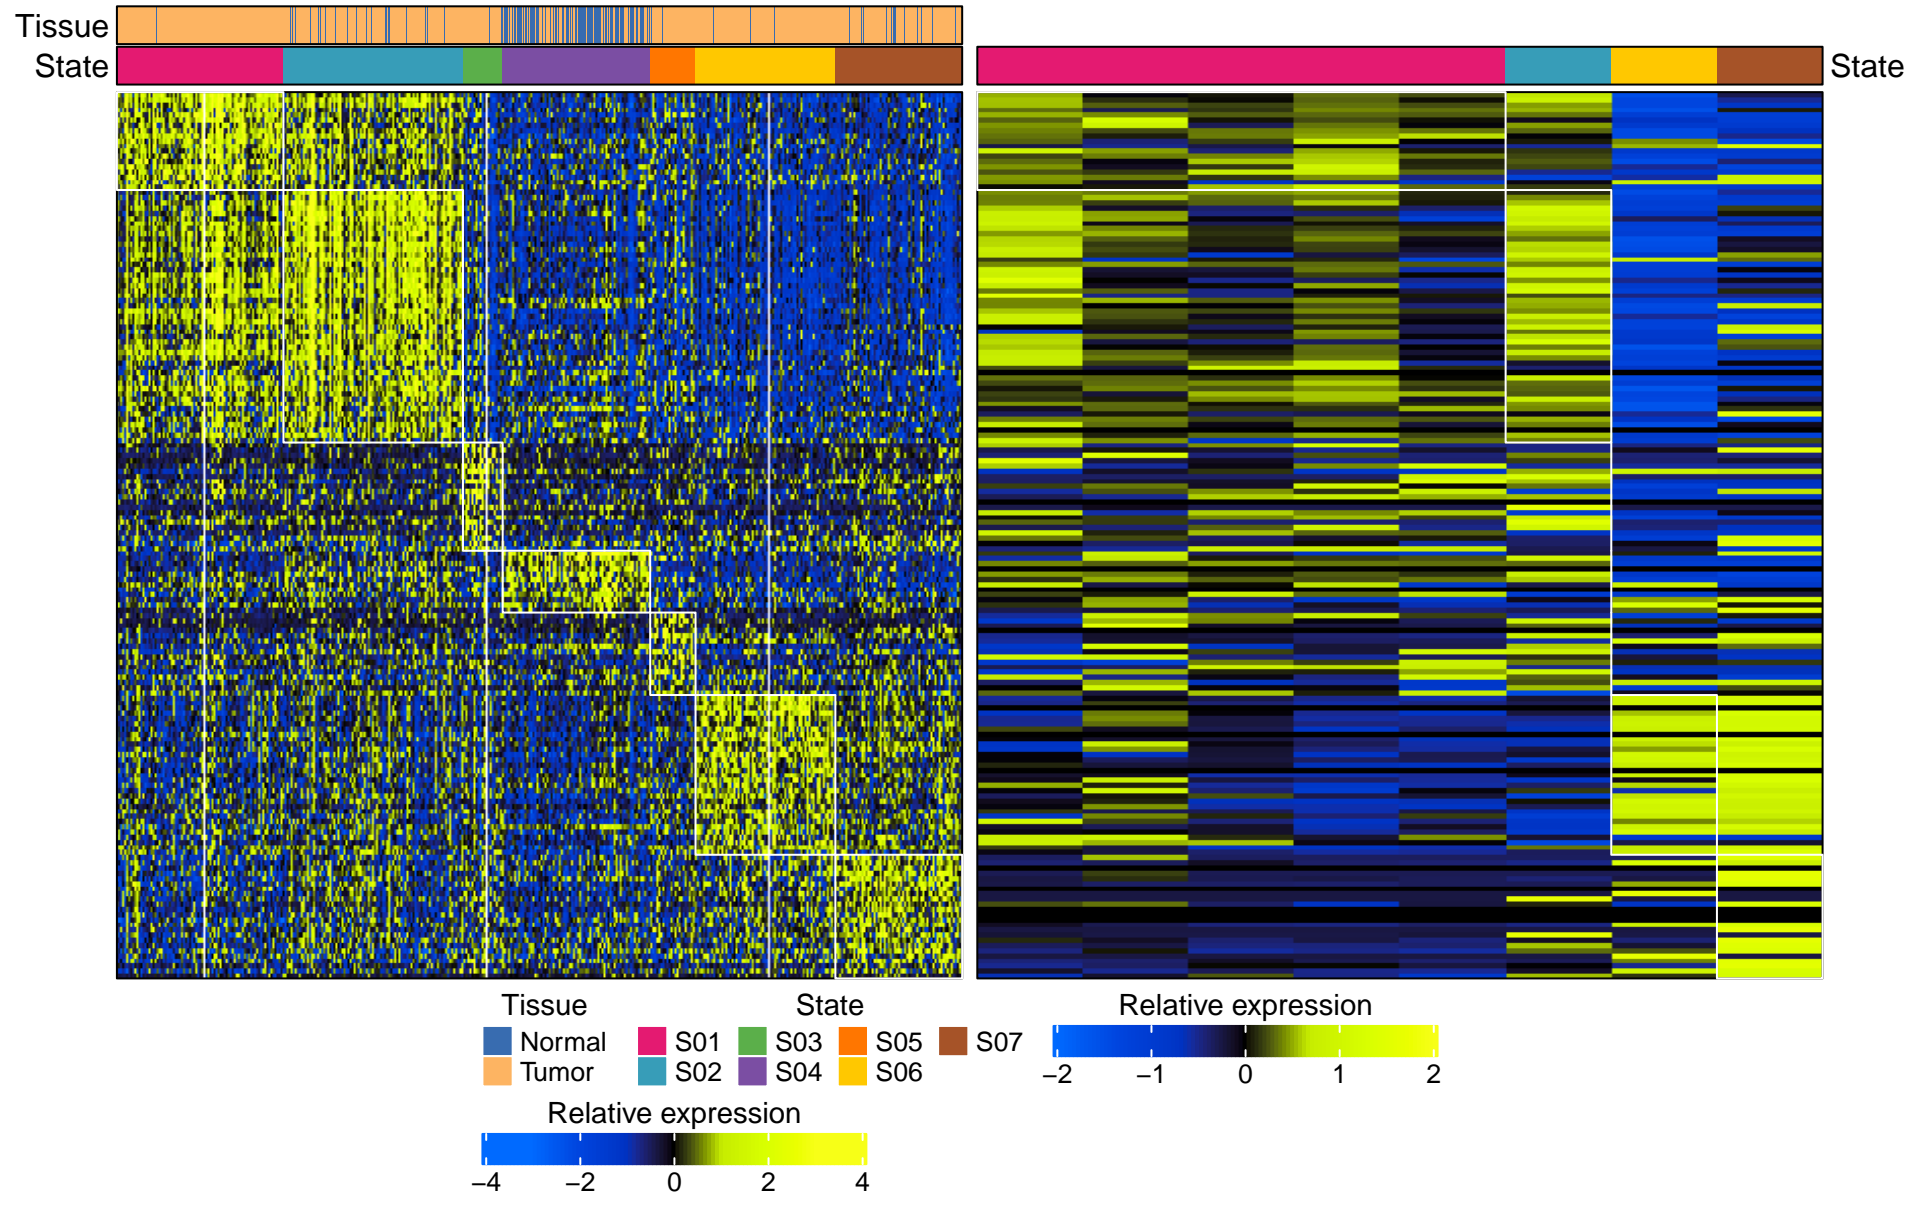 Tissue
State
State
Tissue
State
Relative expression
Normal
S01
S03
S05
S07
Tumor
S02
S04
S06
−2
−1
0
1
2
Relative expression
−4
−2
0
2
4